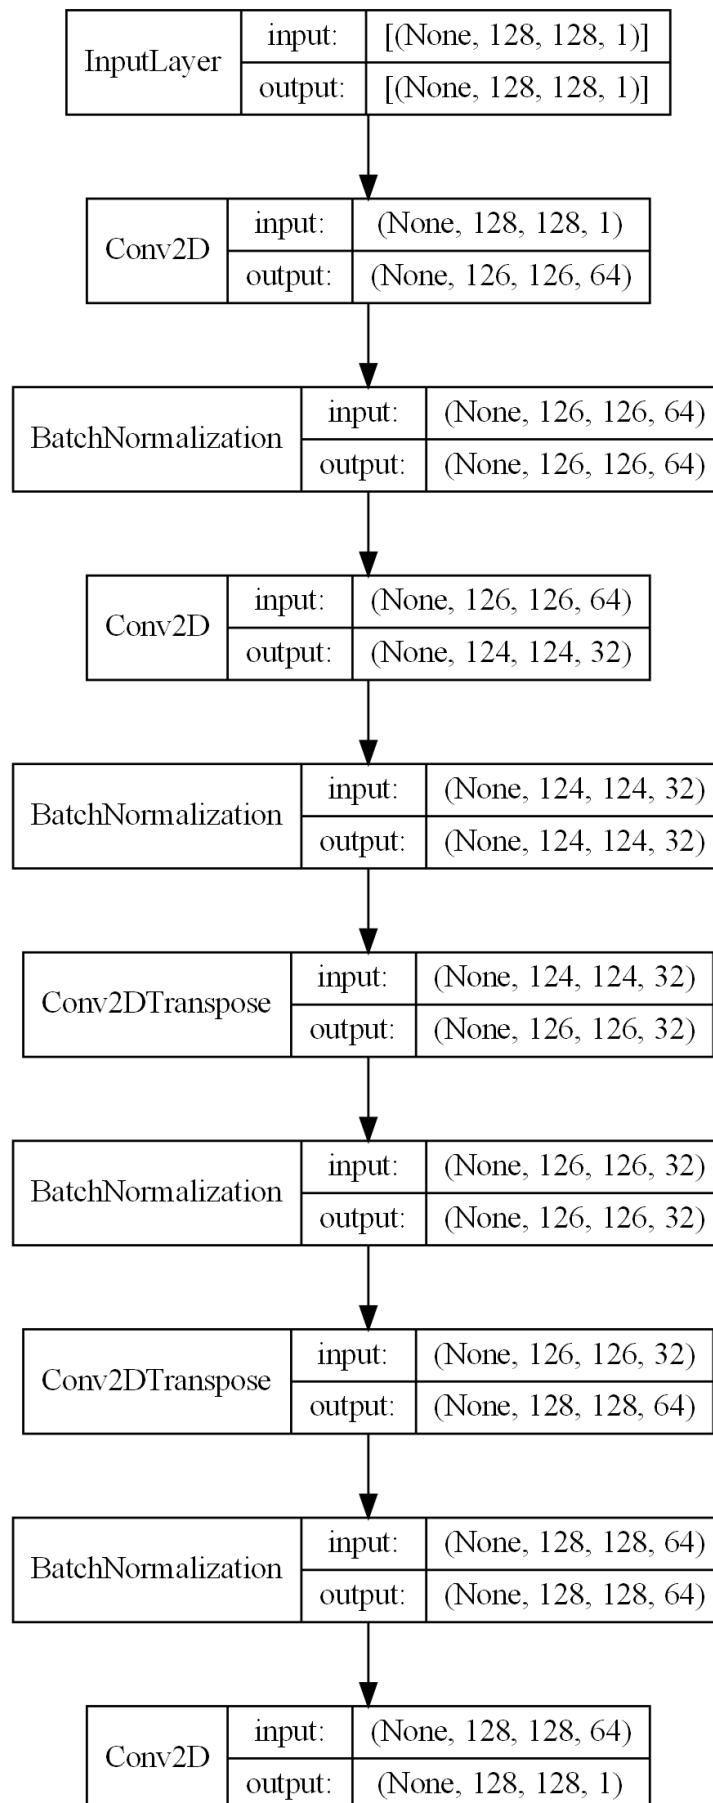 InputLayer
input: [(None, 128, 128, 1)]
output: [(None, 128, 128, 1)]
Conv2D
input: (None, 128, 128, 1)
output: (None, 126, 126, 64)
BatchNormalization
input: (None, 126, 126, 64)
output: (None, 126, 126, 64)
Conv2D
input: (None, 126, 126, 64)
output: (None, 124, 124, 32)
BatchNormalization
input: (None, 124, 124, 32)
output: (None, 124, 124, 32)
Conv2DTranspose
input: (None, 124, 124, 32)
output: (None, 126, 126, 32)
BatchNormalization
input: (None, 126, 126, 32)
output: (None, 126, 126, 32)
Conv2DTranspose
input: (None, 126, 126, 32)
output: (None, 128, 128, 64)
BatchNormalization
input: (None, 128, 128, 64)
output: (None, 128, 128, 64)
Conv2D
input: (None, 128, 128, 64)
output: (None, 128, 128, 1)